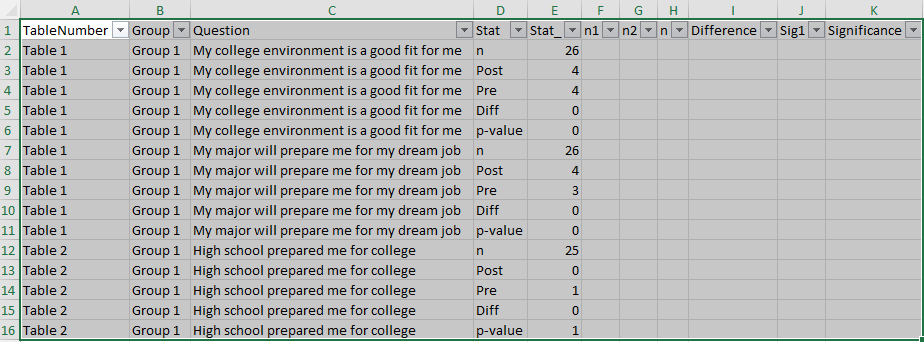 A B C D E F G H I J K
1 TableNumber Group Question Stat Stat_ n1 n2 n Difference Sig1 Significance
2 Table 1 Group 1 My college environment is a good fit for me n 26
3 Table 1 Group 1 My college environment is a good fit for me Post 4
4 Table 1 Group 1 My college environment is a good fit for me Pre 4
5 Table 1 Group 1 My college environment is a good fit for me Diff 0
6 Table 1 Group 1 My college environment is a good fit for me p-value 0
7 Table 1 Group 1 My major will prepare me for my dream job n 26
8 Table 1 Group 1 My major will prepare me for my dream job Post 4
9 Table 1 Group 1 My major will prepare me for my dream job Pre 3
10 Table 1 Group 1 My major will prepare me for my dream job Diff 0
11 Table 1 Group 1 My major will prepare me for my dream job p-value 0
12 Table 2 Group 1 High school prepared me for college n 25
13 Table 2 Group 1 High school prepared me for college Post 0
14 Table 2 Group 1 High school prepared me for college Pre 1
15 Table 2 Group 1 High school prepared me for college Diff 0
16 Table 2 Group 1 High school prepared me for college p-value 1